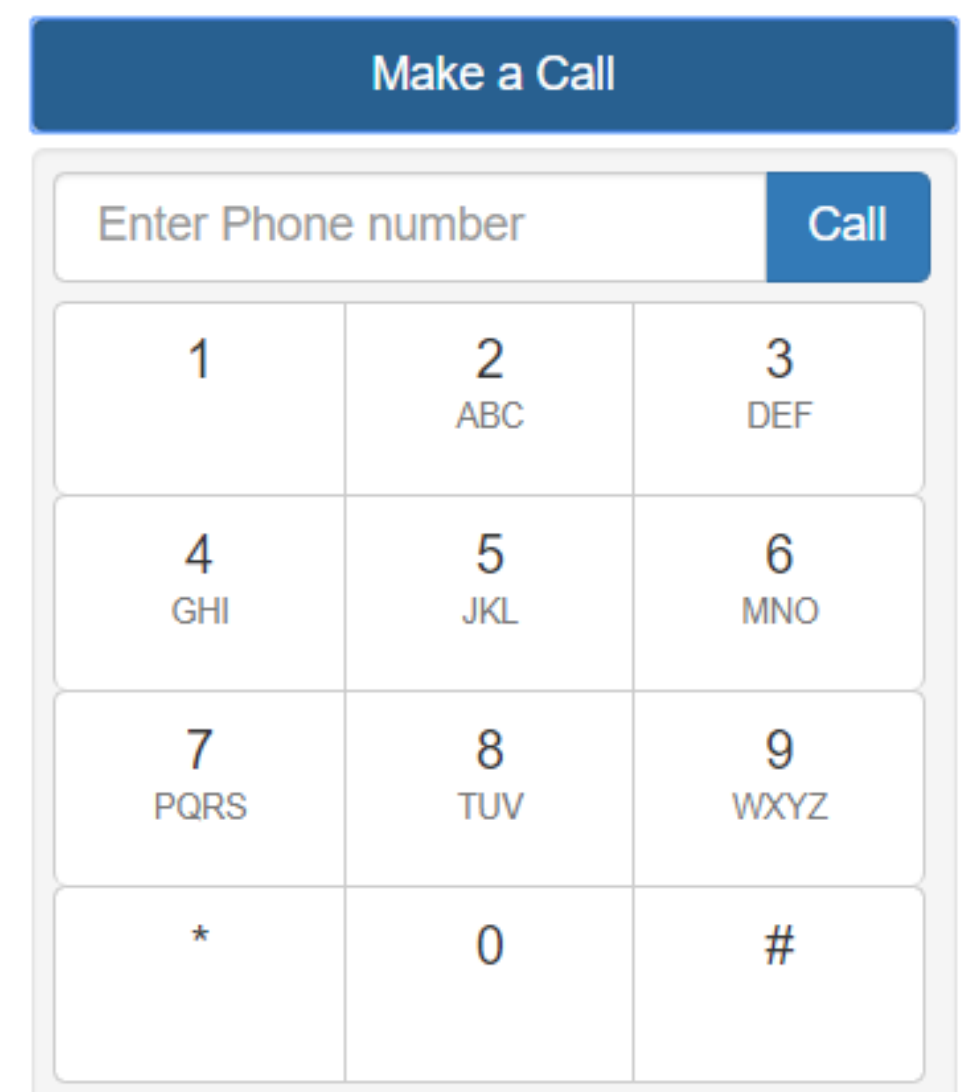 Make a Call
Enter Phone number Call
1 2 3
ABC DEF
4 5 6
GHI JKL MNO
7 8 9
PQRS TUV WXYZ
* 0 #